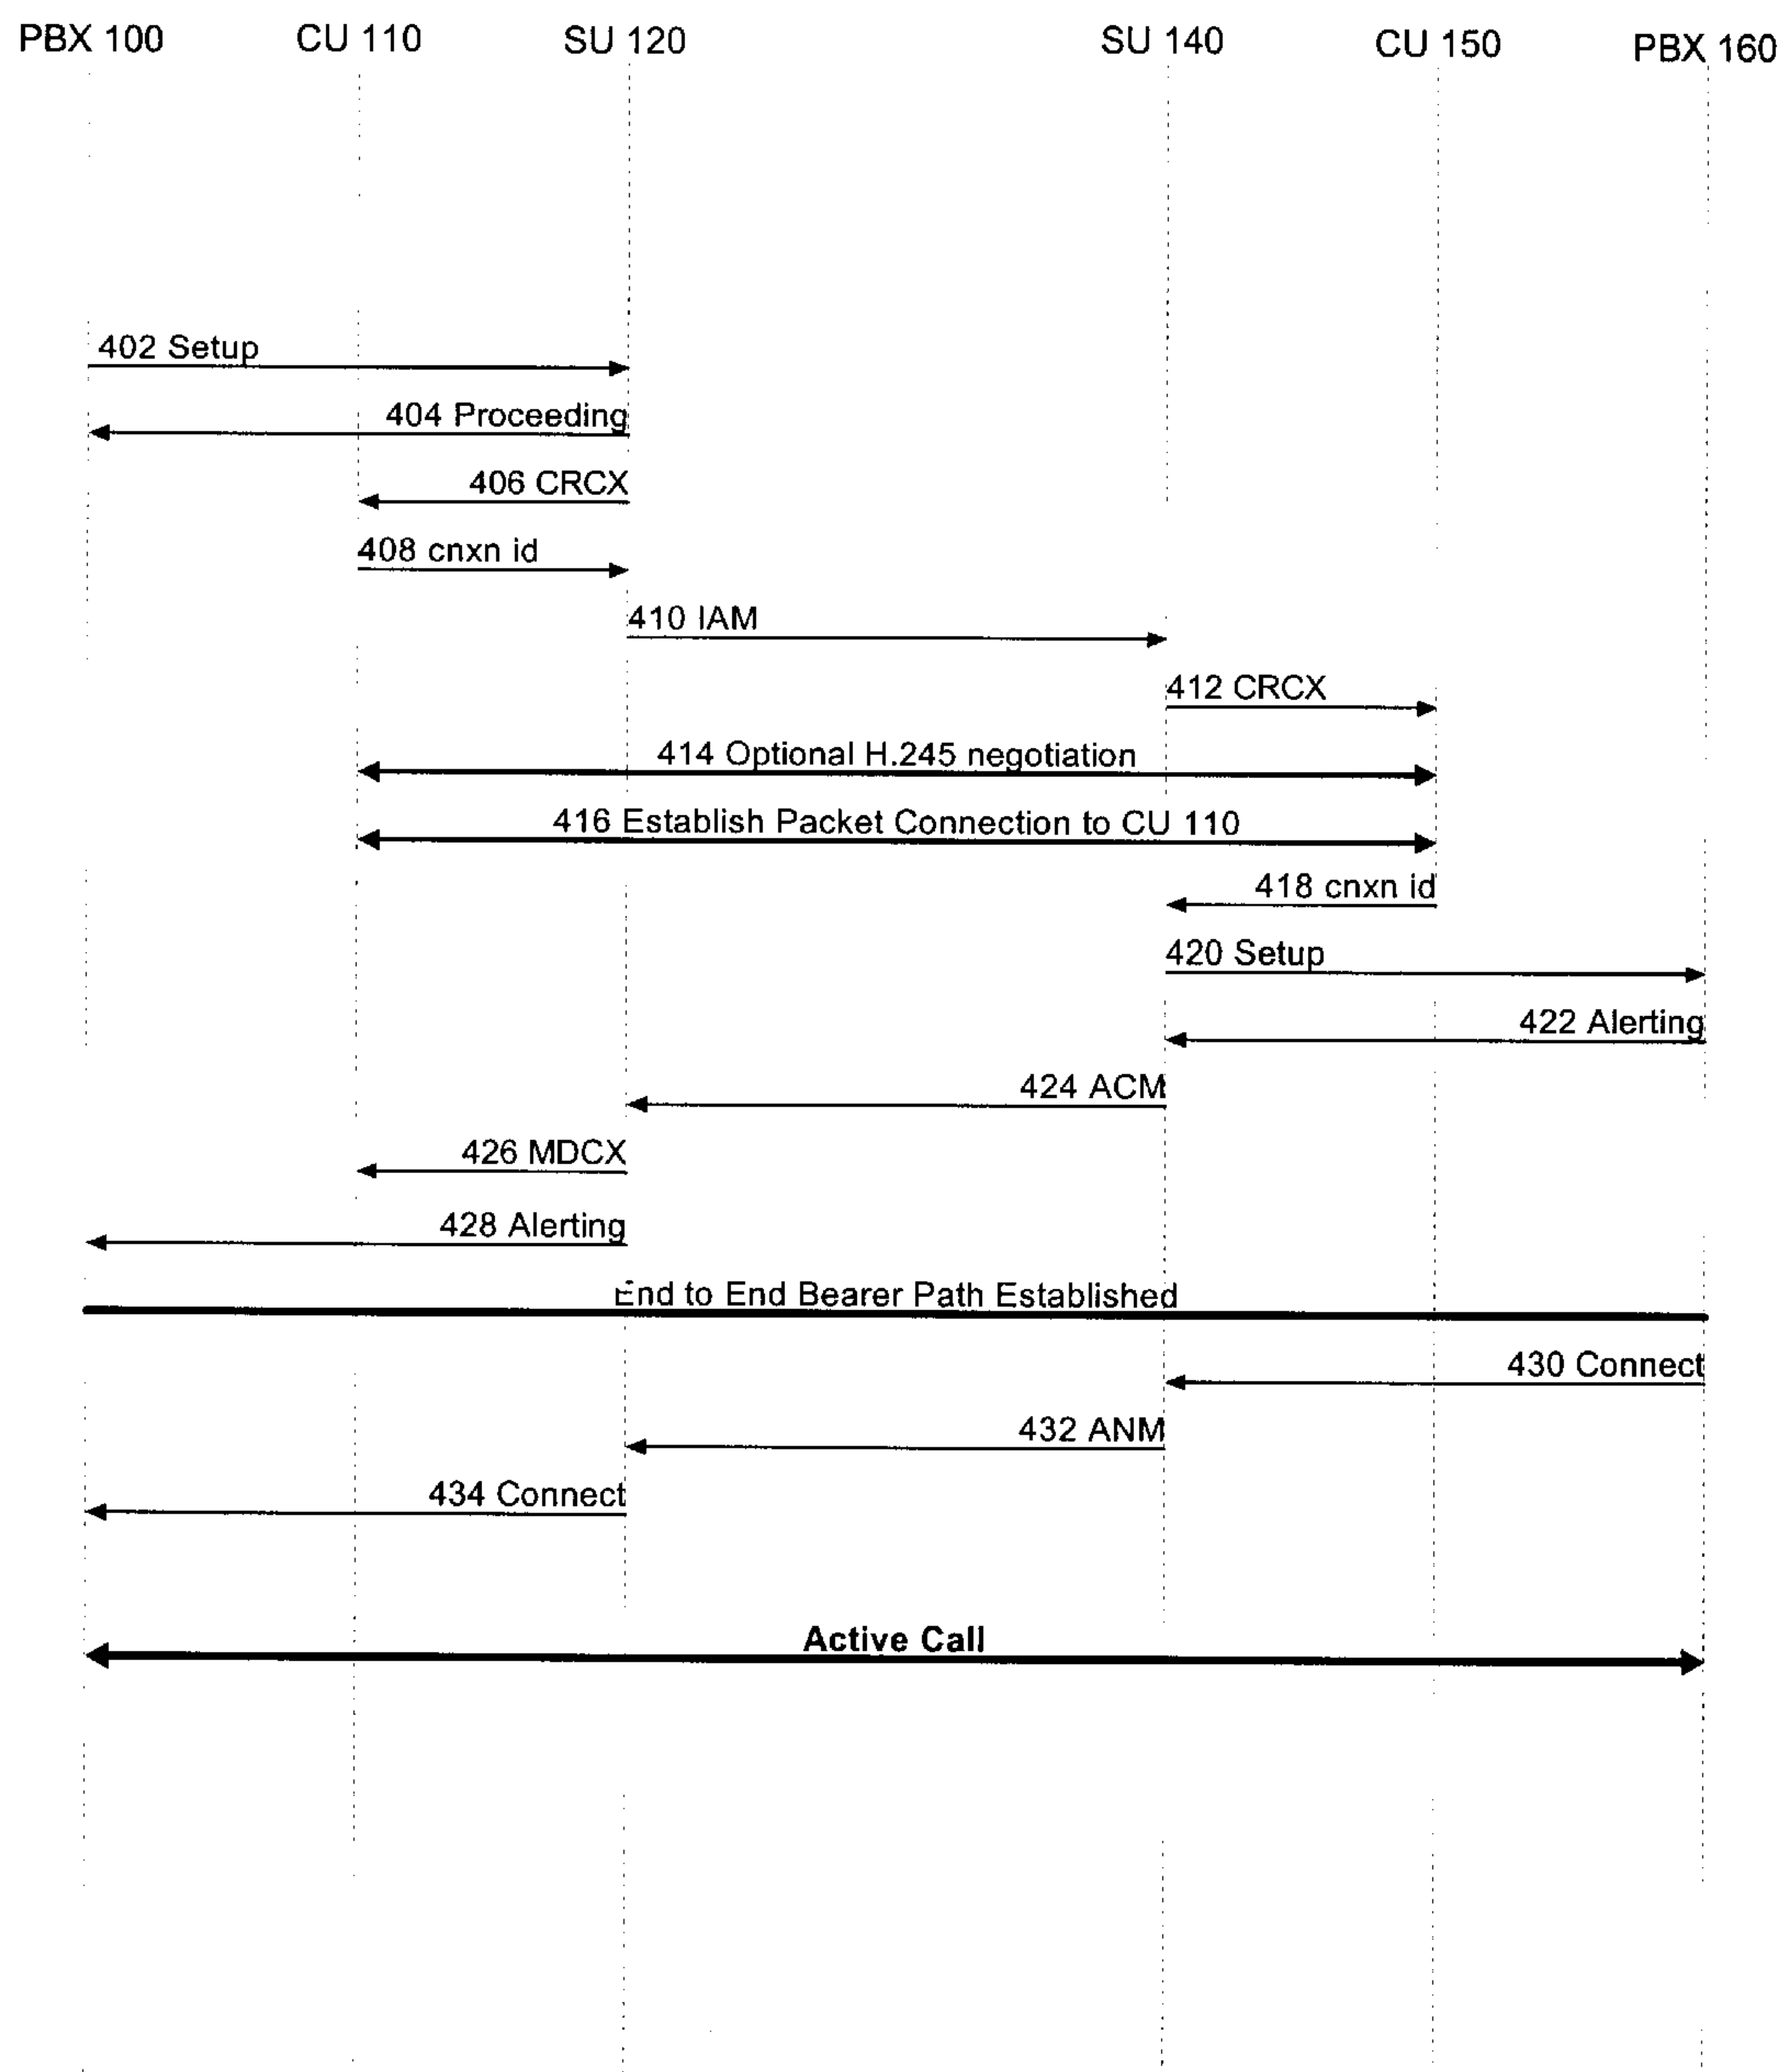 PBX 100 CU 110 SU 120 SU 140 CU 150 PBX 160
402 Setup
404 Proceeding
406 CRCX
408 cnxn id
410 IAM
412 CRCX
414 Optional H.245 negotiation
416 Establish Packet Connection to CU 110
418 cnxn id
420 Setup
422 Alerting
424 ACM
426 MDCX
428 Alerting
End to End Bearer Path Established
430 Connect
432 ANM
434 Connect
Active Call